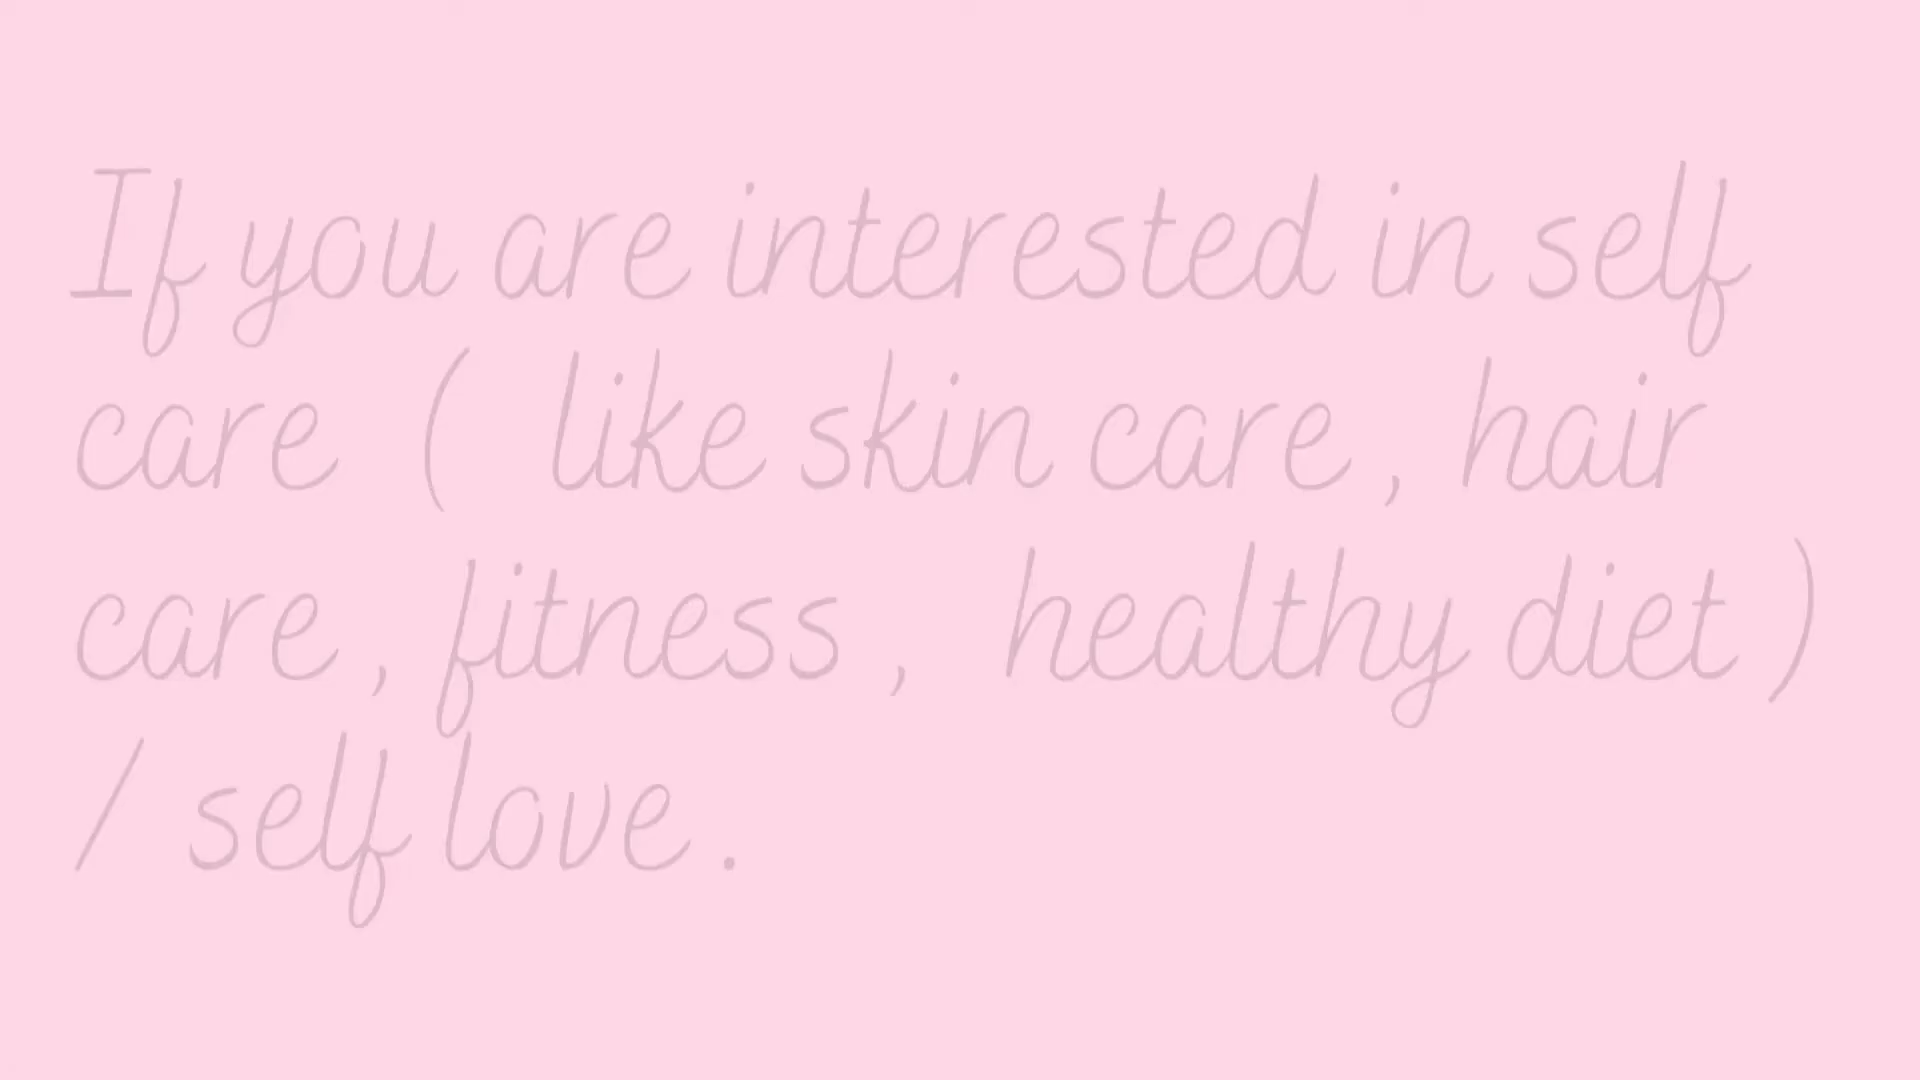 If you are interested in self
care ( like skin care , hair
care , fitness , healthy diet )
/ self love .